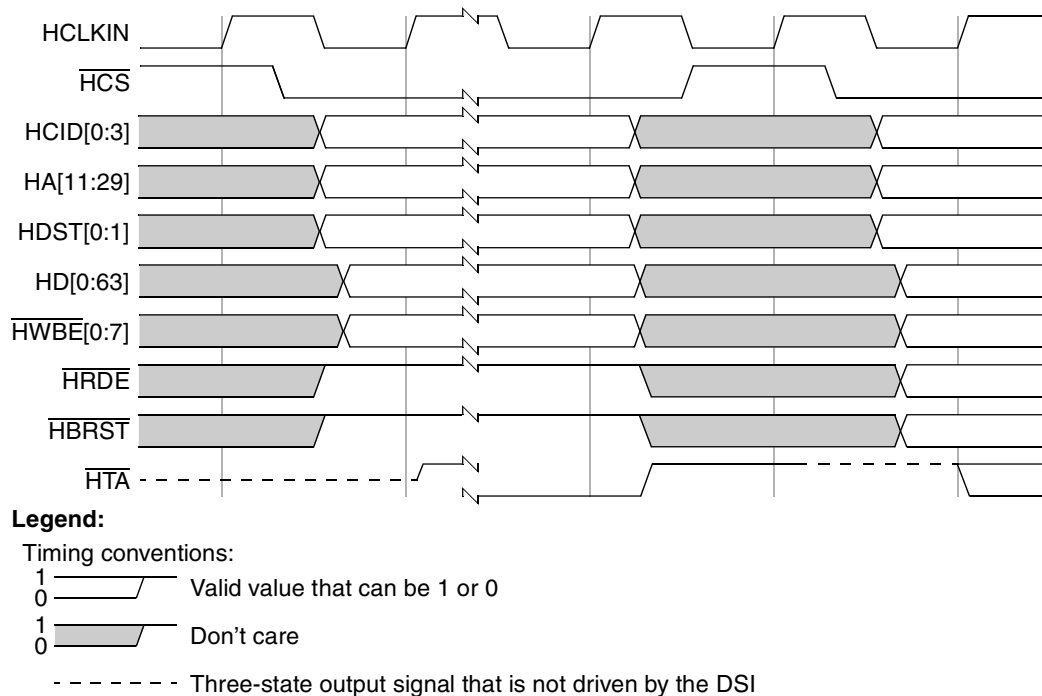 HCLKIN
HCS
HCID[0:3]
HA[11:29]
HDST[0:1]
HD[0:63]
HWBE[0:7]
HRDE
HBRST
HTA
Legend:
Timing conventions:
1
0
Valid value that can be 1 or 0
1
0
Don't care
Three-state output signal that is not driven by the DSI